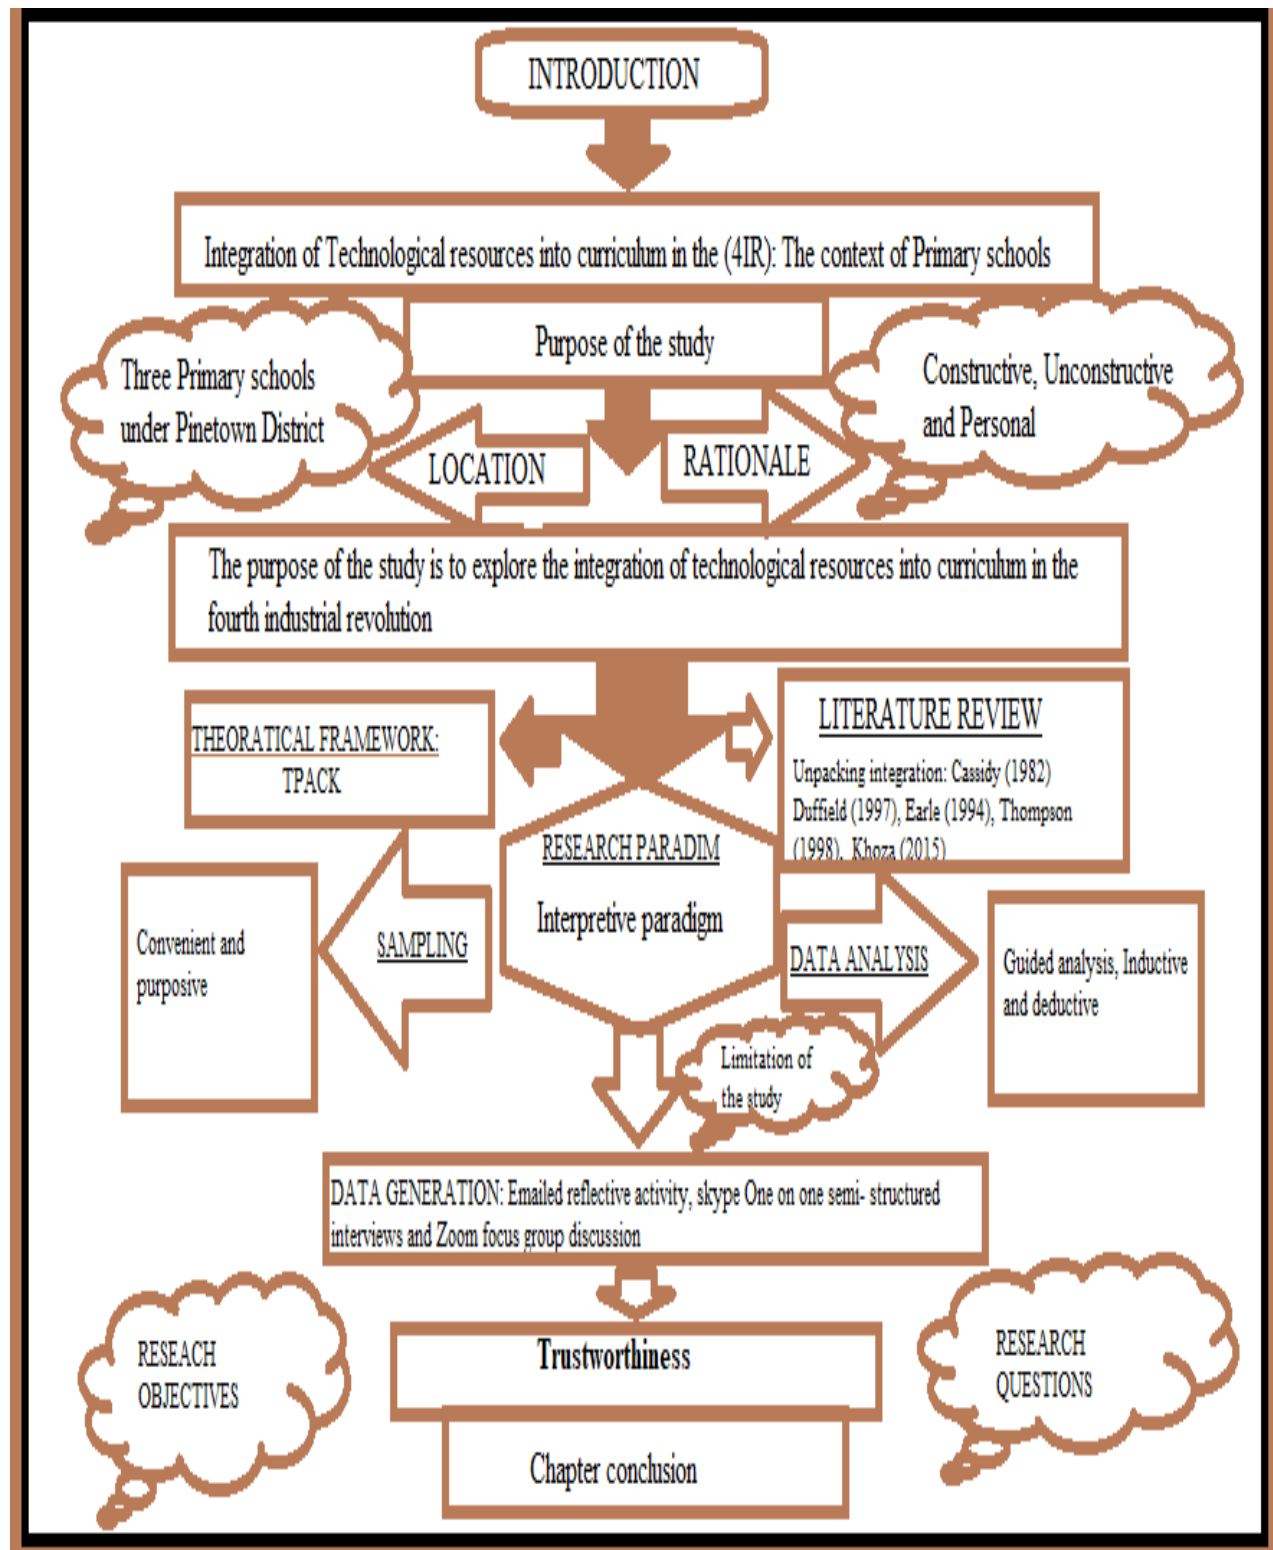 INTRODUCTION
Integration of Technological resources into curriculum in the (4IR): The context of Primary schools
Purpose of the study
Three Primary schools
under Pinetown District
Constructive, Unconstructive
and Personal
LOCATION
RATIONALE
The purpose of the study is to explore the integration of technological resources into curriculum in the
fourth industrial revolution
THEORATICAL FRAMEWORK:
TPACK
LITERATURE REVIEW
Unpacking integration: Cassidy (1982)
Duffield (1997), Earle (1994), Thompson
(1998), Khoza (2015)
RESEARCH PARADIM
Interpretive paradigm
Convenient and
purposive
SAMPLING
DATA ANALYSIS
Guided analysis, Inductive
and deductive
Limitation of
the study
DATA GENERATION: Emailed reflective activity, skype One on one semi- structured
interviews and Zoom focus group discussion
RESEACH
OBJECTIVES
Trustworthiness
RESEARCH
QUESTIONS
Chapter conclusion